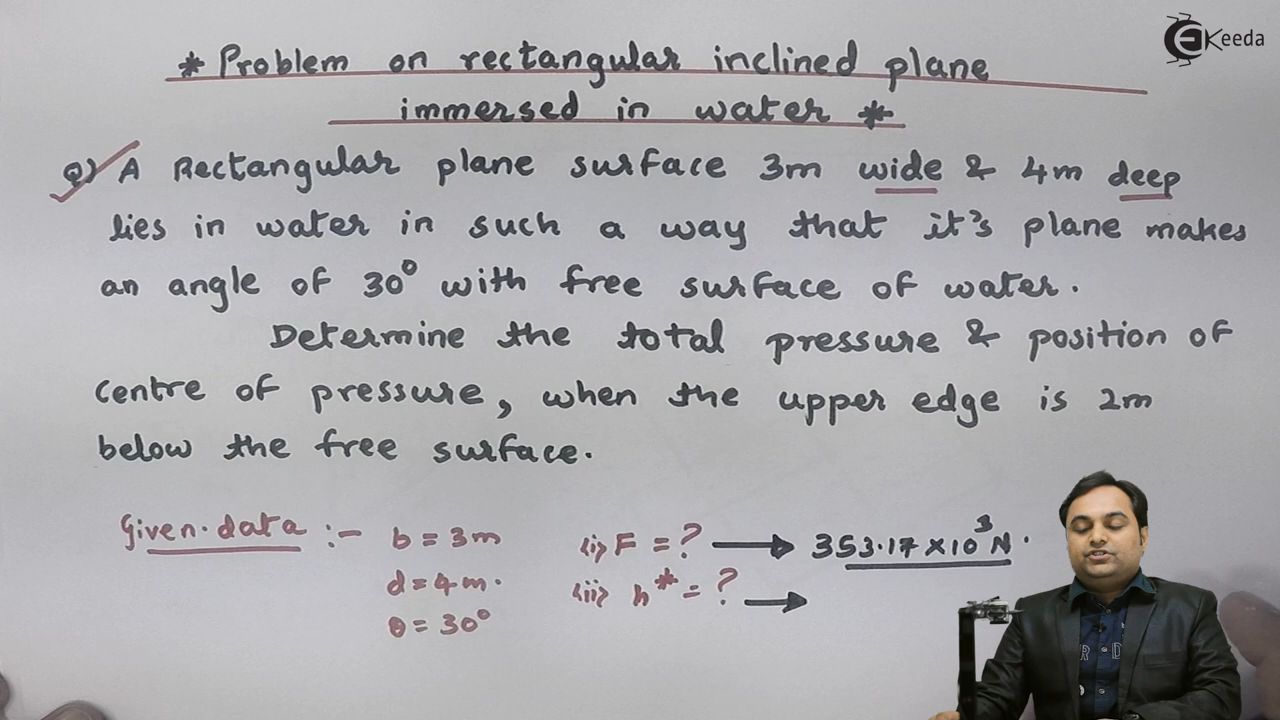 eKeeda
* Problem on rectangular inclined plane
immersed in water *
Q) A Rectangular plane surface 3m wide & 4m deep
lies in water in such a way that it's plane makes
an angle of 30° with free surface of water.
Determine the total pressure & position of
centre of pressure, when the upper edge is 2m
below the free surface.
Given data :- b = 3m (i) F = ? → 353.17 x 10³ N.
d = 4m. (ii) h* = ? →
θ = 30°